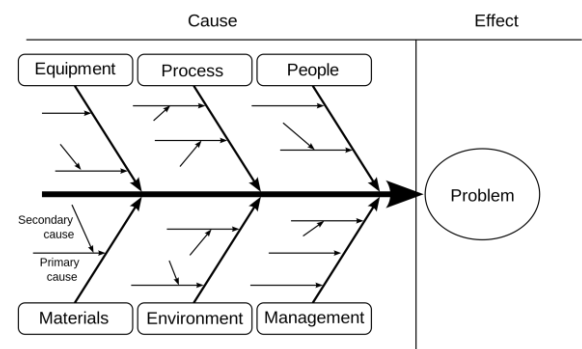 Cause
Effect
Equipment
Process
People
Problem
Secondary
cause
Primary
cause
Materials
Environment
Management